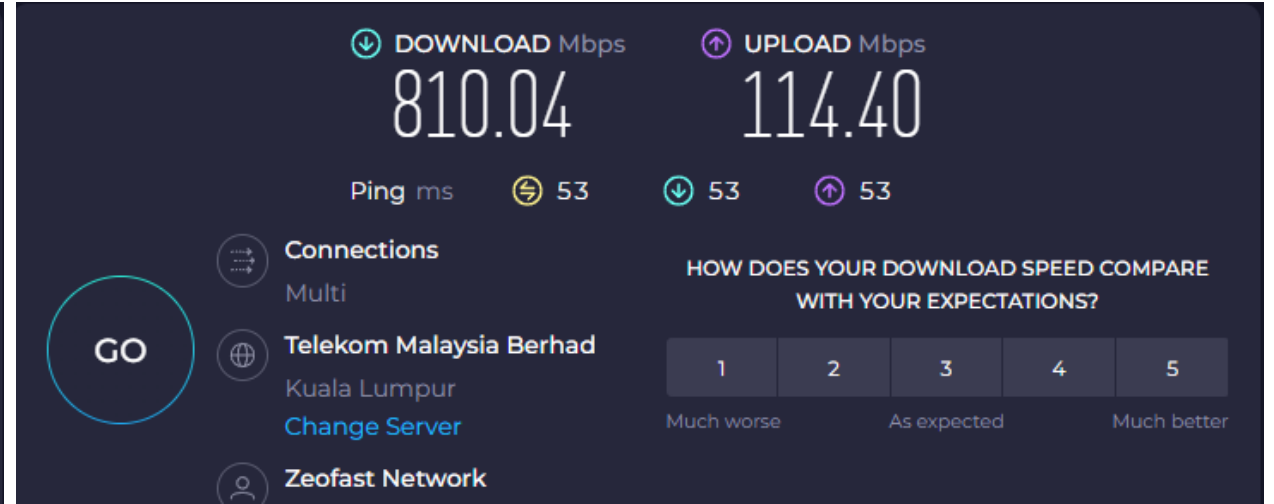 DOWNLOAD Mbps
810.04
UPLOAD Mbps
114.40
Ping ms 53 53 53
GO
Connections
Multi
Telekom Malaysia Berhad
Kuala Lumpur
Change Server
Zeofast Network
HOW DOES YOUR DOWNLOAD SPEED COMPARE
WITH YOUR EXPECTATIONS?
1 2 3 4 5
Much worse As expected Much better